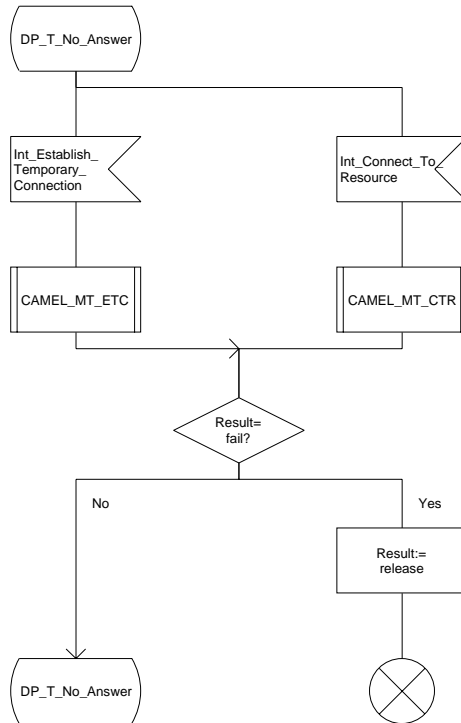 DP_T_No_Answer
Int_Establish_
Temporary_
Connection
Int_Connect_To_
Resource
CAMEL_MT_ETC
CAMEL_MT_CTR
Result=
fail?
No
Yes
Result:=
release
DP_T_No_Answer